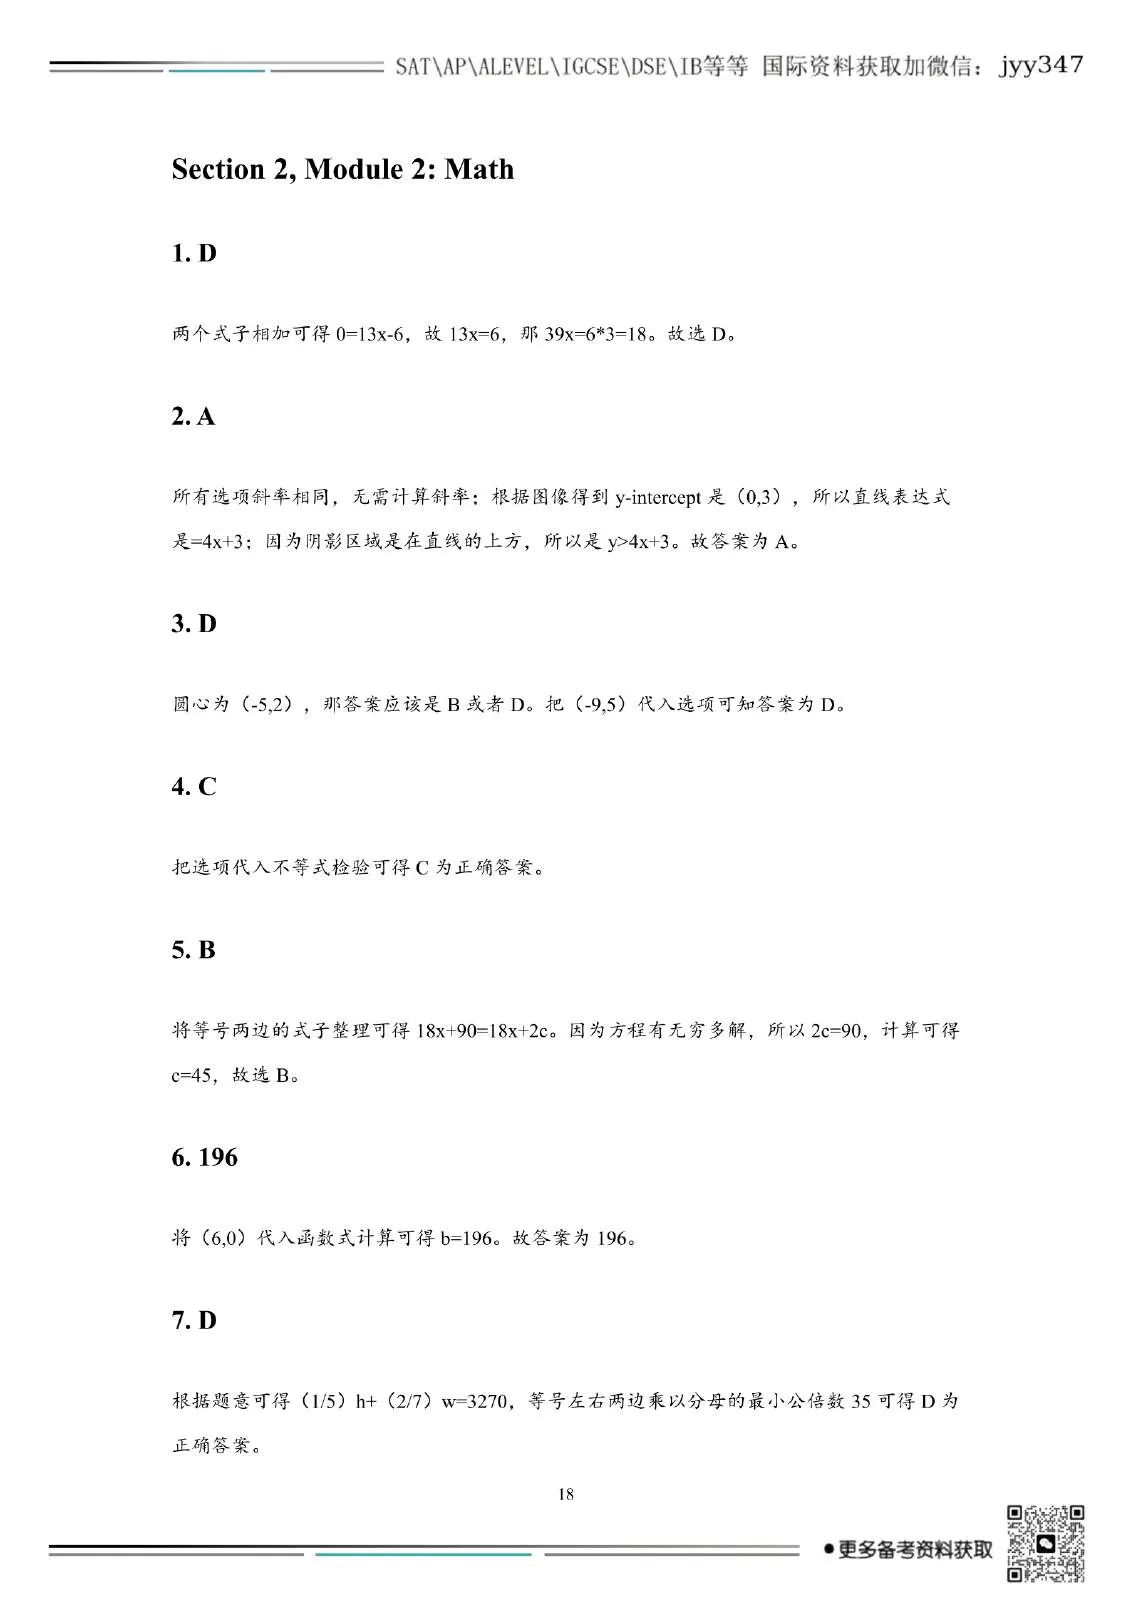 SAT\AP\ALEVEL\IGCSE\DSE\IB等等 国际资料获取加微信: jyy347
Section 2, Module 2: Math
1. D
两个式子相加可得 0=13x-6，故 13x=6，那 39x=6*3=18。故选 D。
2. A
所有选项斜率相同，无需计算斜率；根据图像得到 y-intercept 是（0,3），所以直线表达式
是=4x+3；因为阴影区域是在直线的上方，所以是 y>4x+3。故答案为 A。
3. D
圆心为（-5,2），那答案应该是 B 或者 D。把（-9,5）代入选项可知答案为 D。
4. C
把选项代入不等式检验可得 C 为正确答案。
5. B
将等号两边的式子整理可得 18x+90=18x+2c。因为方程有无穷多解，所以 2c=90，计算可得
c=45，故选 B。
6. 196
将（6,0）代入函数式计算可得 b=196。故答案为 196。
7. D
根据题意可得（1/5）h+（2/7）w=3270，等号左右两边乘以分母的最小公倍数 35 可得 D 为
正确答案。
18
●更多备考资料获取